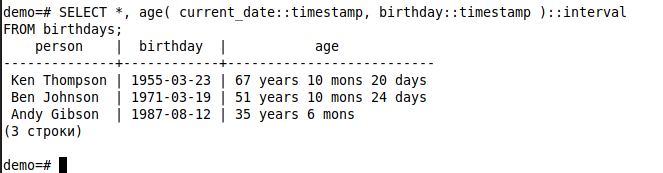 demo=# SELECT *, age( current_date::timestamp, birthday::timestamp )::interval
FROM birthdays;
    person    |  birthday  |           age
--------------+------------+--------------------------
 Ken Thompson | 1955-03-23 | 67 years 10 mons 20 days
 Ben Johnson  | 1971-03-19 | 51 years 10 mons 24 days
 Andy Gibson  | 1987-08-12 | 35 years 6 mons
(3 строки)
demo=#